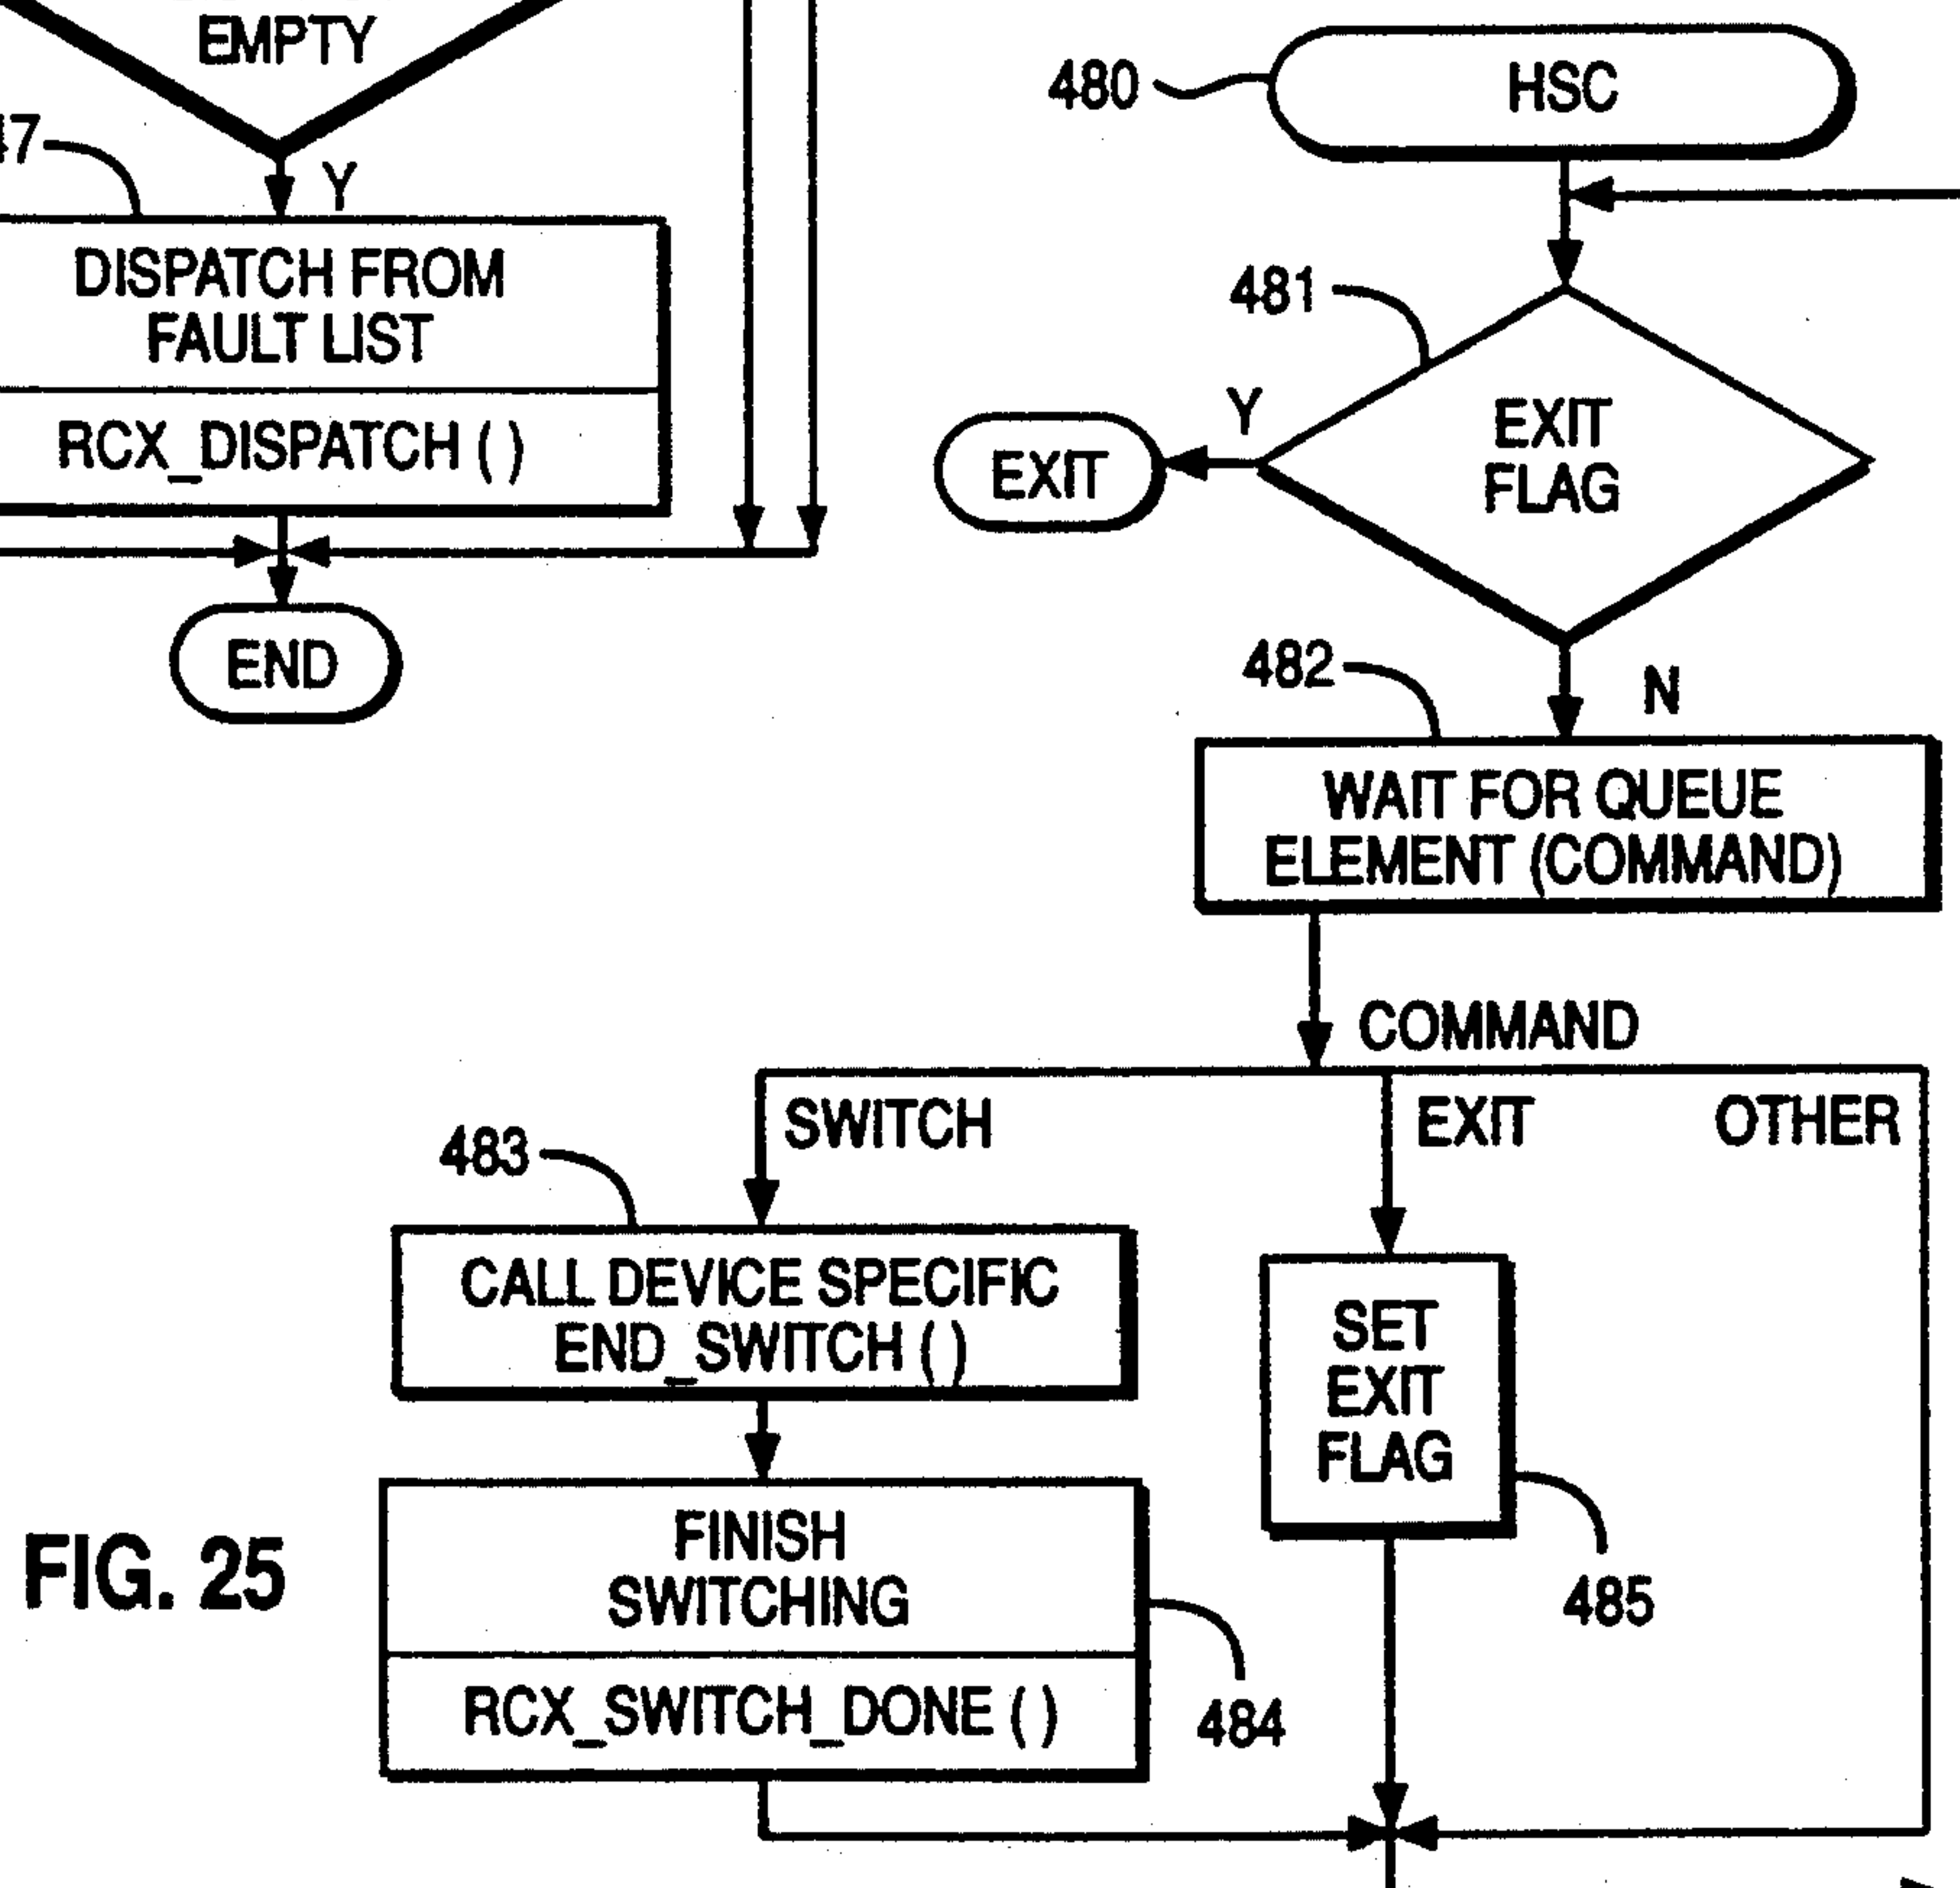 EMPTY
Y
DISPATCH FROM
FAULT LIST
RCX_DISPATCH ( )
END
480
HSC
481
EXIT
FLAG
Y
EXIT
482
N
WAIT FOR QUEUE
ELEMENT (COMMAND)
COMMAND
SWITCH
EXIT
OTHER
483
CALL DEVICE SPECIFIC
END_SWITCH ( )
SET
EXIT
FLAG
485
FINISH
SWITCHING
RCX_SWITCH_DONE ( )
484
FIG. 25